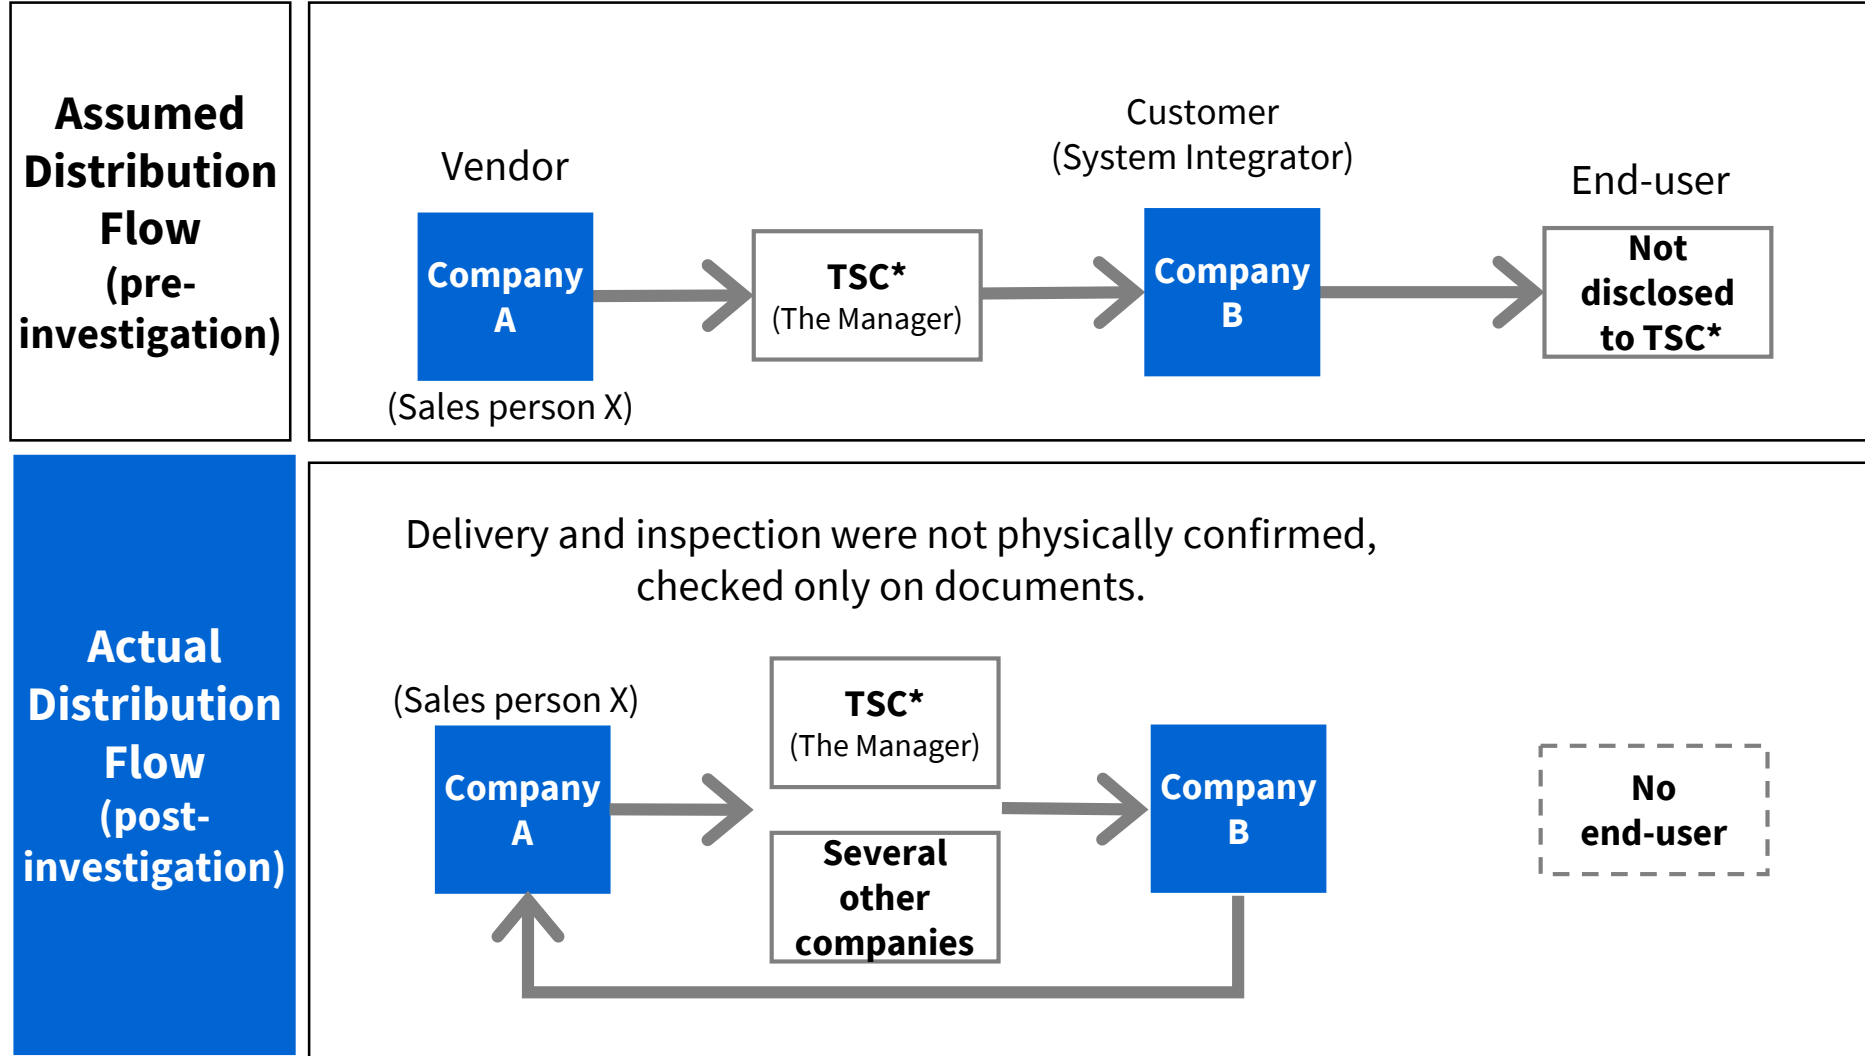 Assumed
Distribution
Flow
(pre-
investigation)
Vendor
Company
A
(Sales person X)
TSC*
(The Manager)
Customer
(System Integrator)
Company
B
End-user
Not
disclosed
to TSC*
Actual
Distribution
Flow
(post-
investigation)
Delivery and inspection were not physically confirmed,
checked only on documents.
(Sales person X)
Company
A
TSC*
(The Manager)
Several
other
companies
Company
B
No
end-user